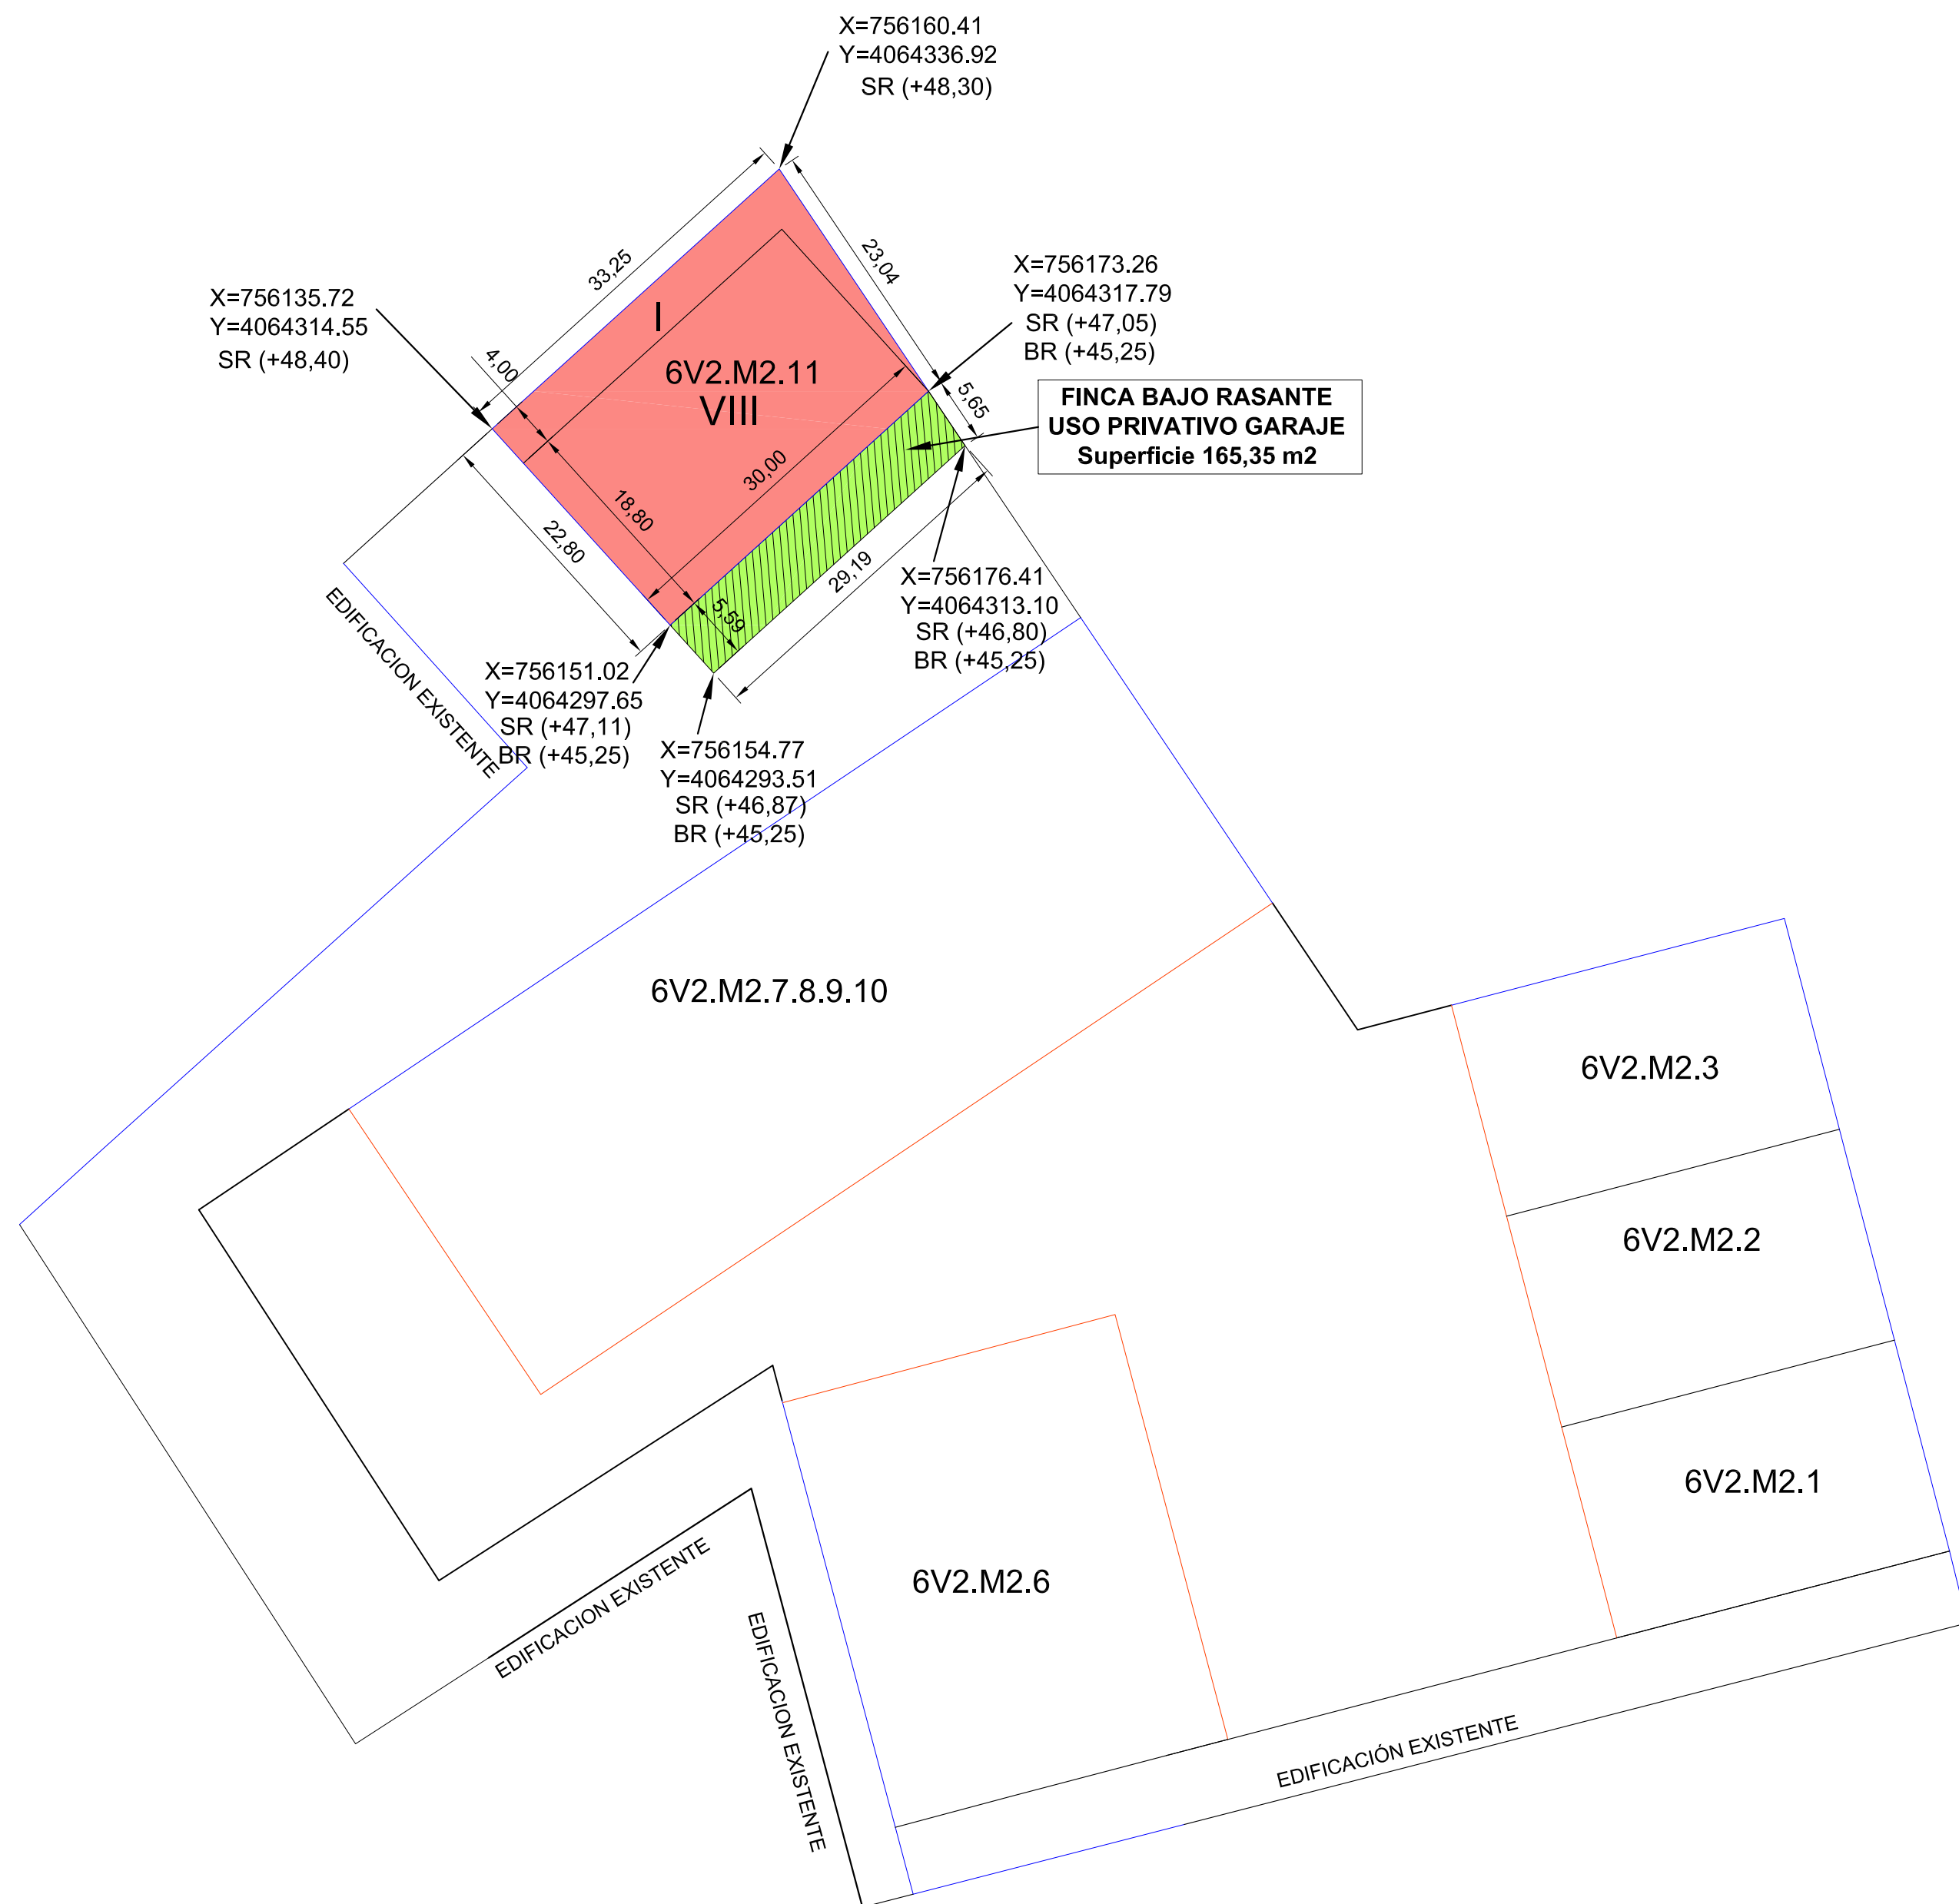 X=756160.41
Y=4064336.92
SR (+48,30)
33,25
23,04
X=756173.26
Y=4064317.79
SR (+47,05)
BR (+45,25)
X=756135.72
Y=4064314.55
SR (+48,40)
I
4,00
6V2.M2.11
VIII
5,65
FINCA BAJO RASANTE
USO PRIVATIVO GARAJE
Superficie 165,35 m2
30,00
18,80
22,80
29,19
5,59
X=756176.41
Y=4064313.10
SR (+46,80)
BR (+45,25)
EDIFICACION EXISTENTE
X=756151.02
Y=4064297.65
SR (+47,11)
BR (+45,25)
X=756154.77
Y=4064293.51
SR (+46,87)
BR (+45,25)
6V2.M2.7.8.9.10
6V2.M2.3
6V2.M2.2
6V2.M2.1
6V2.M2.6
EDIFICACION EXISTENTE
EDIFICACION EXISTENTE
EDIFICACIÓN EXISTENTE